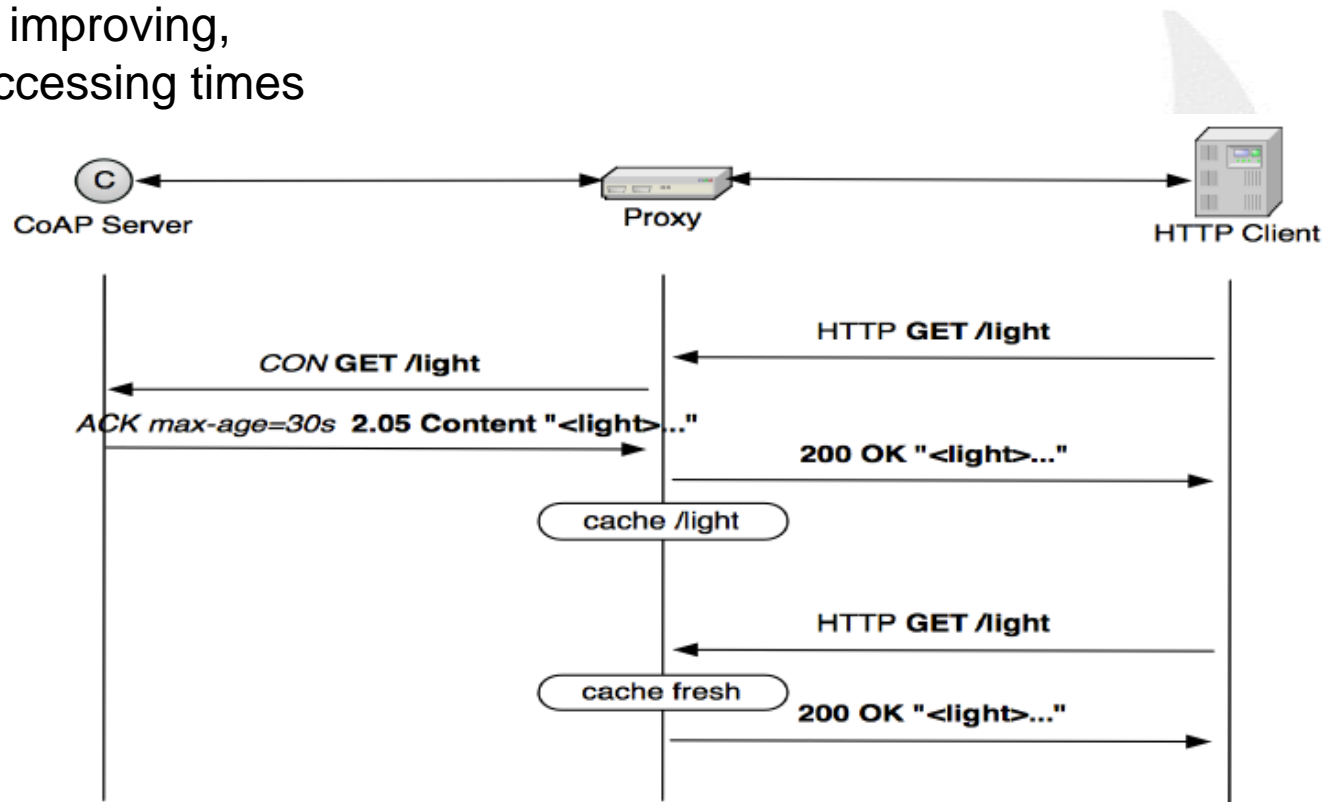 improving,
ccessing times
C
CoAP Server
Proxy
HTTP Client
HTTP GET /light
CON GET /light
ACK max-age=30s 2.05 Content "<light>..."
200 OK "<light>..."
cache /light
HTTP GET /light
cache fresh
200 OK "<light>..."